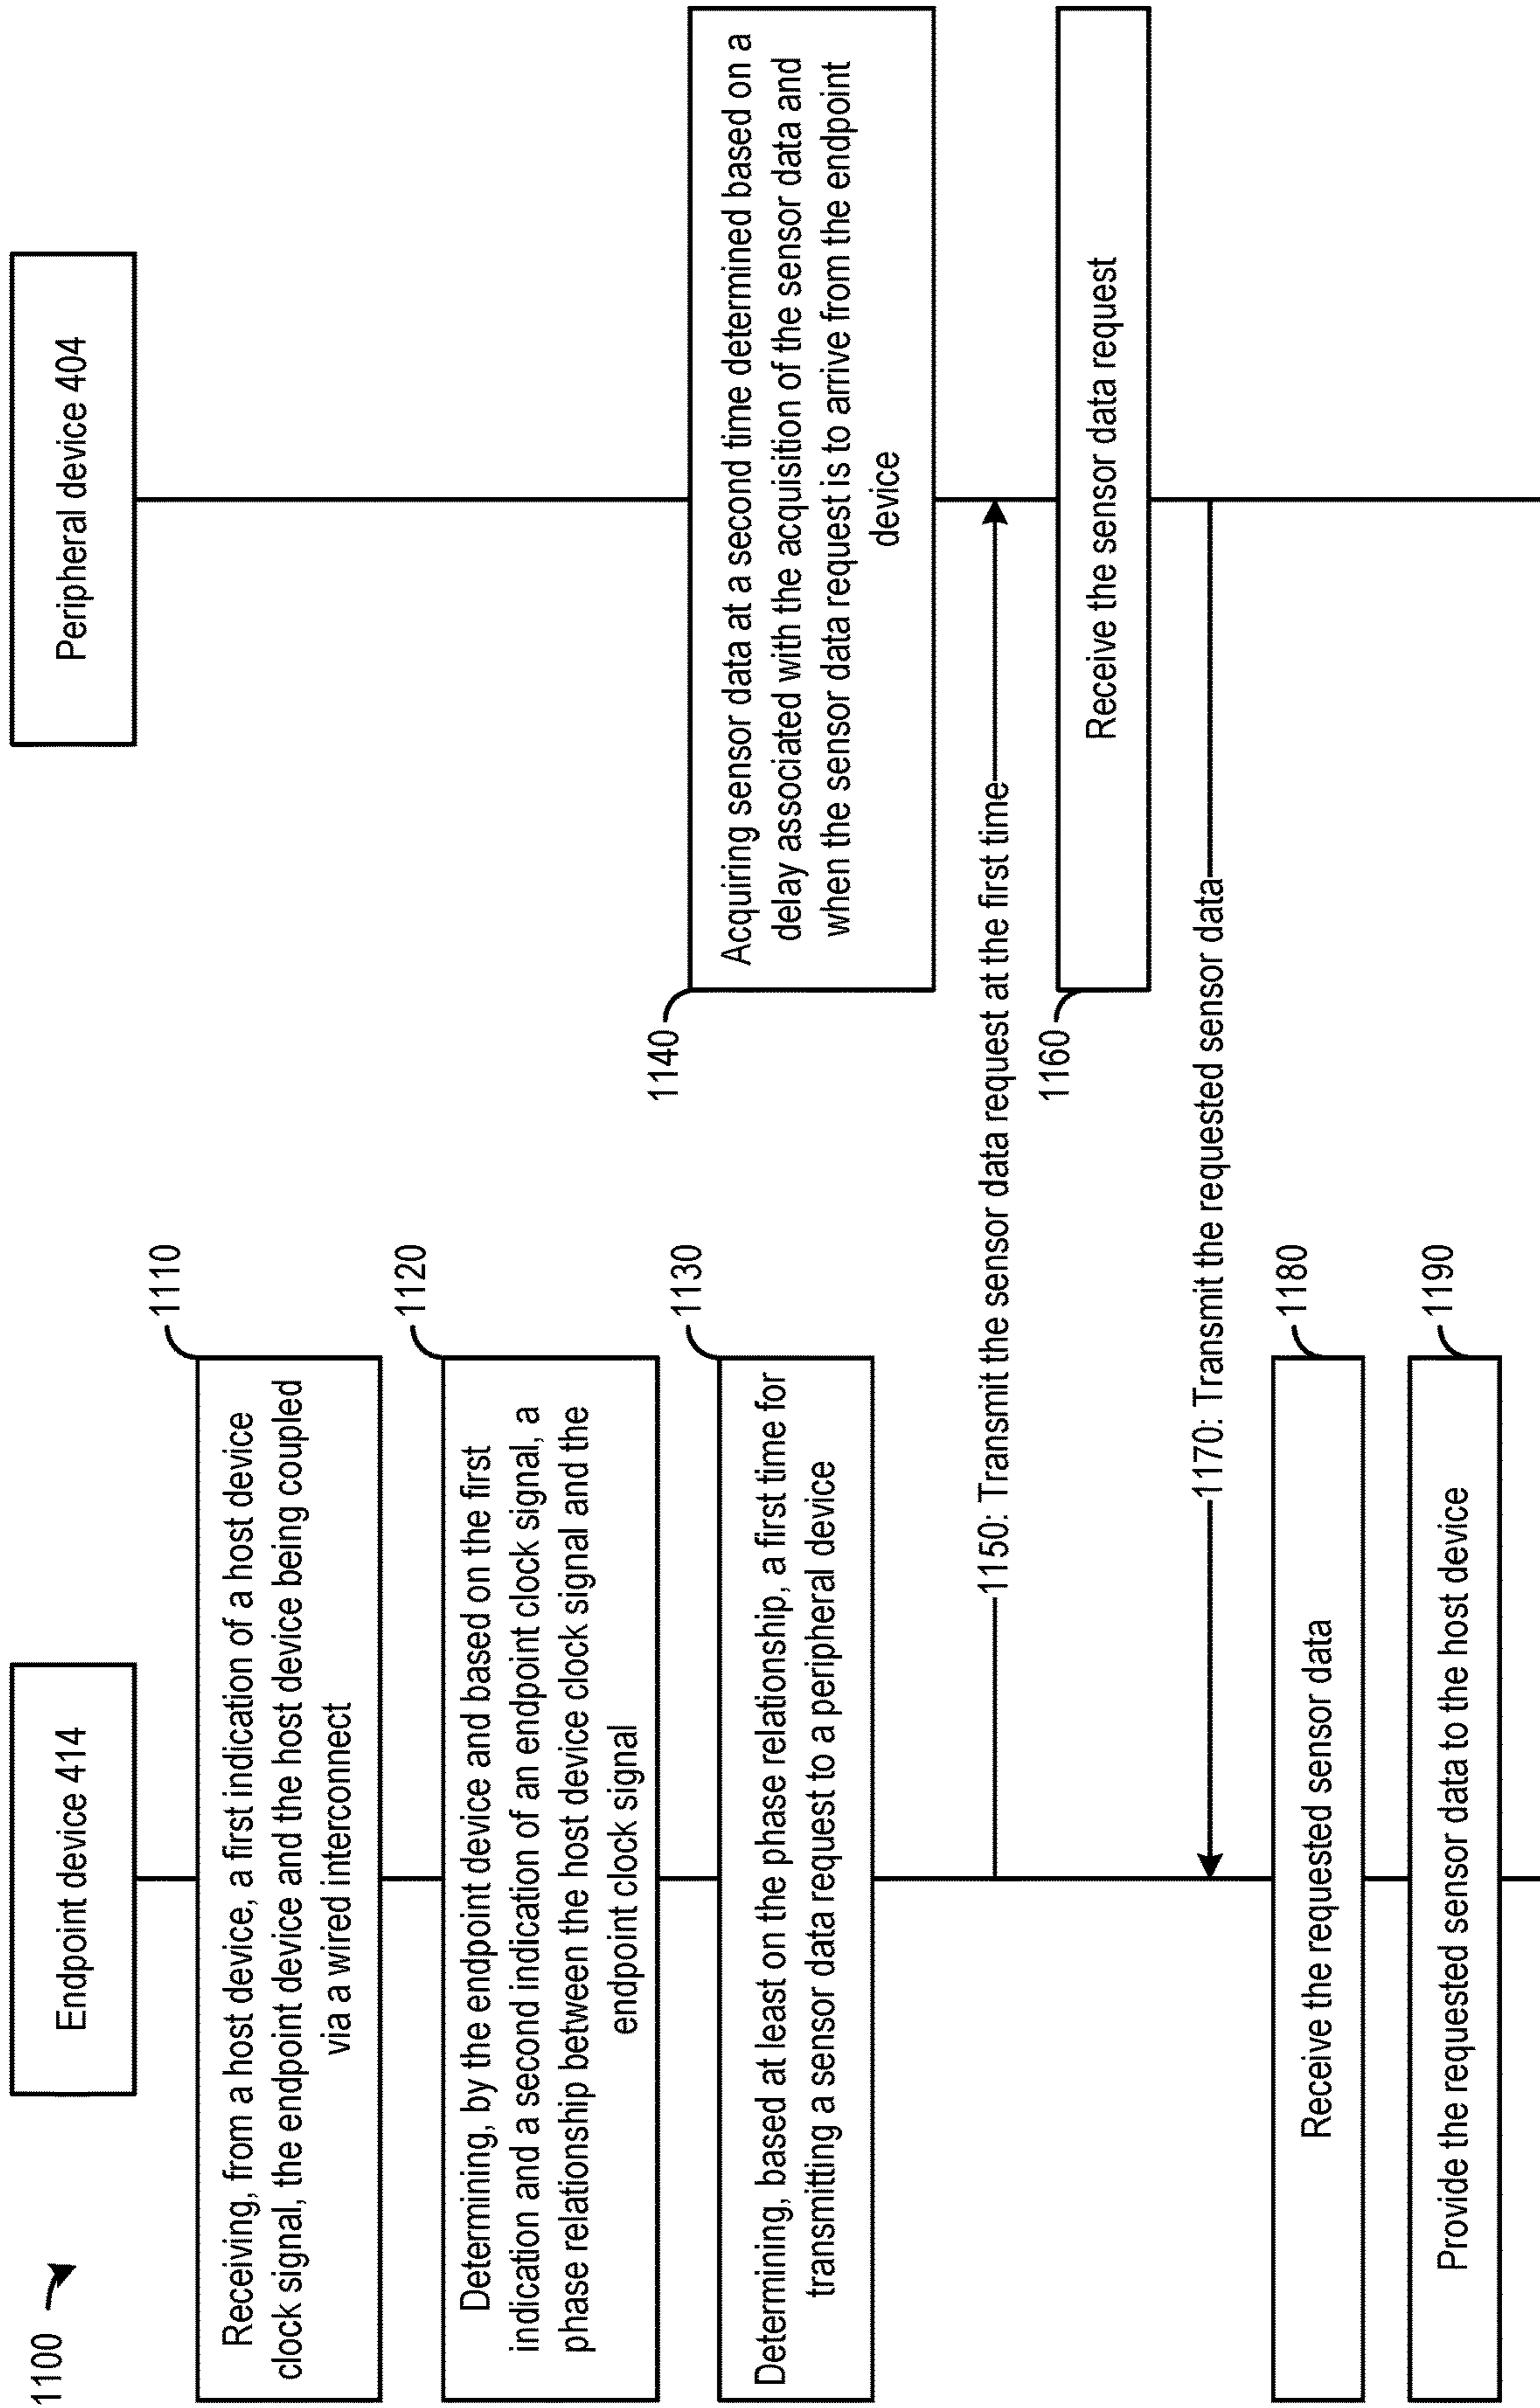 1100
Endpoint device 414
Peripheral device 404
1110
Receiving, from a host device, a first indication of a host device
clock signal, the endpoint device and the host device being coupled
via a wired interconnect
1120
Determining, by the endpoint device and based on the first
indication and a second indication of an endpoint clock signal, a
phase relationship between the host device clock signal and the
endpoint clock signal
1130
Determining, based at least on the phase relationship, a first time for
transmitting a sensor data request to a peripheral device
1140
Acquiring sensor data at a second time determined based on a
delay associated with the acquisition of the sensor data and
when the sensor data request is to arrive from the endpoint
device
1150: Transmit the sensor data request at the first time
1160
Receive the sensor data request
1170: Transmit the requested sensor data
1180
Receive the requested sensor data
1190
Provide the requested sensor data to the host device